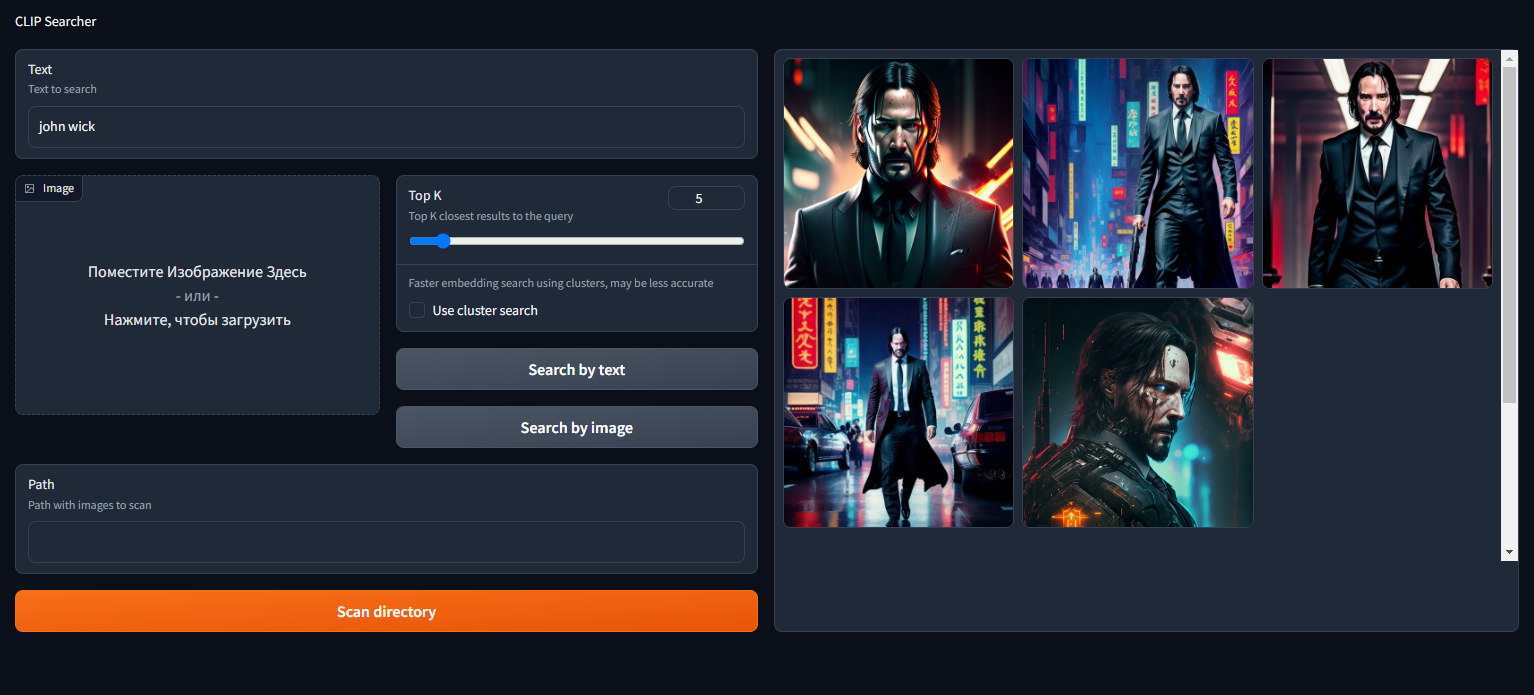 CLIP Searcher
Text
Text to search
john wick
Image
Поместите Изображение Здесь
- или -
Нажмите, чтобы загрузить
Top K
5
Top K closest results to the query
Faster embedding search using clusters, may be less accurate
Use cluster search
Search by text
Search by image
Path
Path with images to scan
Scan directory